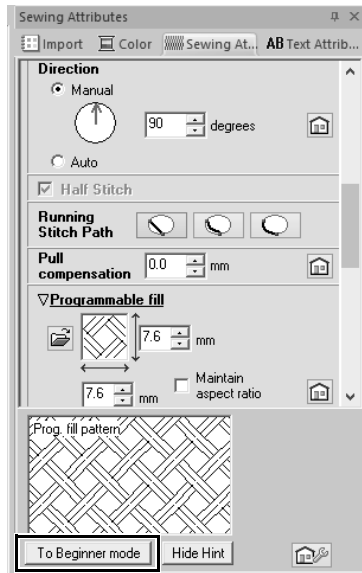 Sewing Attributes
Import Color Sewing At... AB Text Attrib...
Direction
Manual
90 degrees
Auto
Half Stitch
Running
Stitch Path
Pull
compensation 0.0 mm
▽Programmable fill
7.6 mm
7.6 mm Maintain
aspect ratio
Prog. fill pattern
To Beginner mode Hide Hint